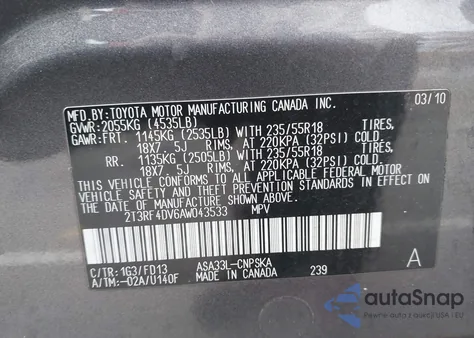 MFD.BY:TOYOTA MOTOR MANUFACTURING CANADA INC. 03/10
GVWR:2055KG (4535LB)
GAWR:FRT. 1145KG (2535LB) WITH 235/55R18 TIRES,
18X7. 5J RIMS, AT 220KPA (32PSI) COLD.
RR. 1135KG (2505LB) WITH 235/55R18 TIRES,
18X7. 5J RIMS, AT 220KPA (32PSI) COLD.
THIS VEHICLE CONFORMS TO ALL APPLICABLE FEDERAL MOTOR
VEHICLE SAFETY AND THEFT PREVENTION STANDARDS IN
EFFECT ON THE DATE OF MANUFACTURE SHOWN ABOVE.
2T3RF4DV6AW043533 MPV
C/TR:1G3/FD13 ASA33L-CNPSKA
A/TM:-02A/U140F MADE IN CANADA 239 A
autoSnap
AUCTIONS FROM USA I EU